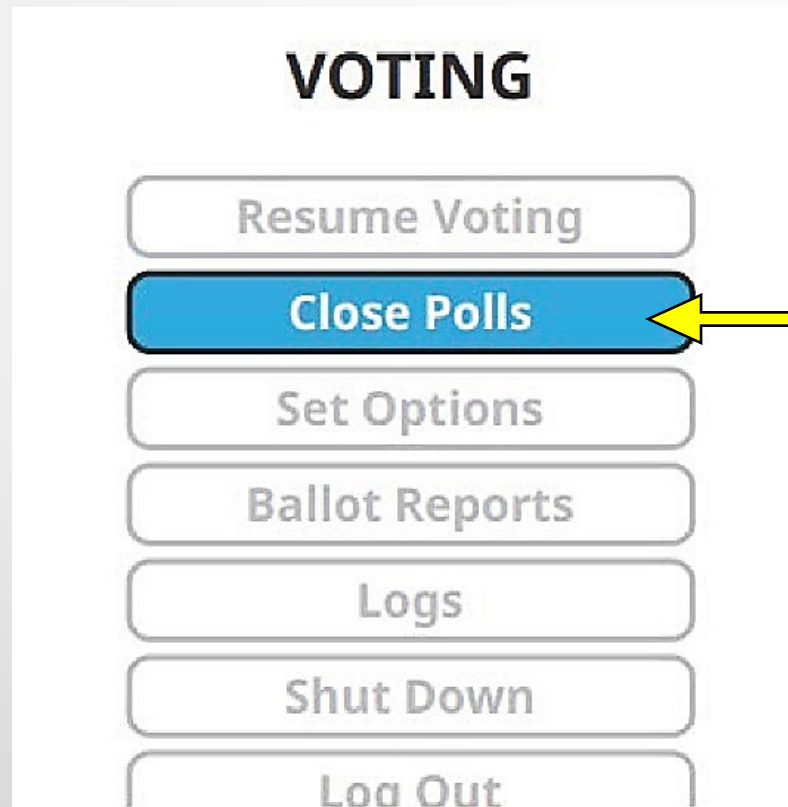 VOTING
Resume Voting
Close Polls
Set Options
Ballot Reports
Logs
Shut Down
Log Out